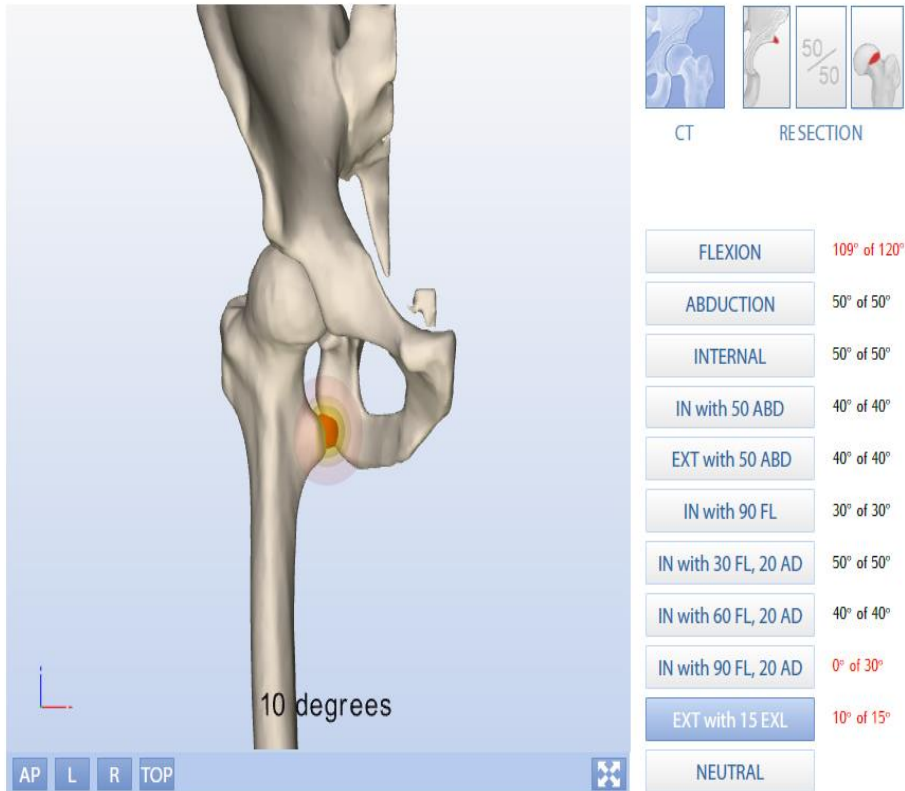 50
50
CT
RESECTION
FLEXION 109° of 120°
ABDUCTION 50° of 50°
INTERNAL 50° of 50°
IN with 50 ABD 40° of 40°
EXT with 50 ABD 40° of 40°
IN with 90 FL 30° of 30°
IN with 30 FL, 20 AD 50° of 50°
IN with 60 FL, 20 AD 40° of 40°
IN with 90 FL, 20 AD 0° of 30°
EXT with 15 EXL 10° of 15°
NEUTRAL
10 degrees
AP L R TOP